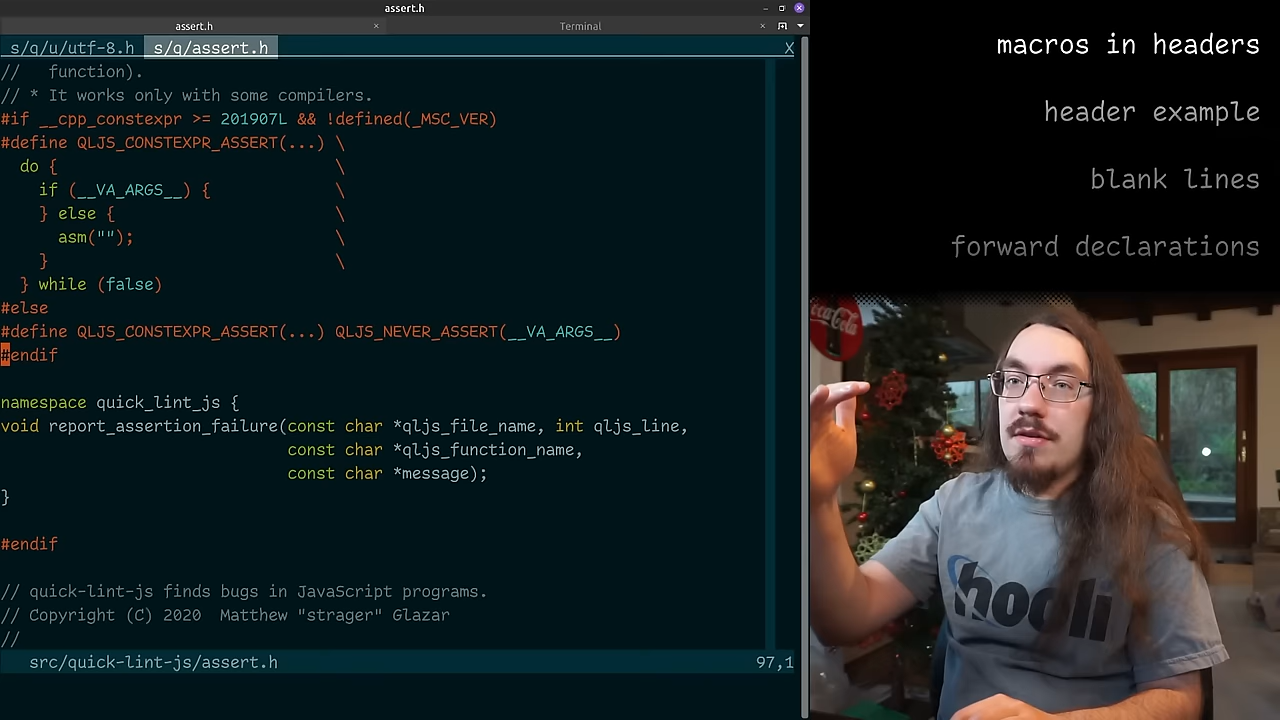 assert.h
assert.h × Terminal ×
s/q/u/utf-8.h s/q/assert.h X
//   function).
// * It works only with some compilers.
#if __cpp_constexpr >= 201907L && !defined(_MSC_VER)
#define QLJS_CONSTEXPR_ASSERT(...) \
  do {                             \
    if (__VA_ARGS__) {             \
    } else {                       \
      asm("");                     \
    }                              \
  } while (false)
#else
#define QLJS_CONSTEXPR_ASSERT(...) QLJS_NEVER_ASSERT(__VA_ARGS__)
#endif
namespace quick_lint_js {
void report_assertion_failure(const char *qljs_file_name, int qljs_line,
                              const char *qljs_function_name,
                              const char *message);
}
#endif
// quick-lint-js finds bugs in JavaScript programs.
// Copyright (C) 2020  Matthew "strager" Glazar
//
src/quick-lint-js/assert.h 97,1
macros in headers
header example
blank lines
forward declarations
Coca-Cola
hooli